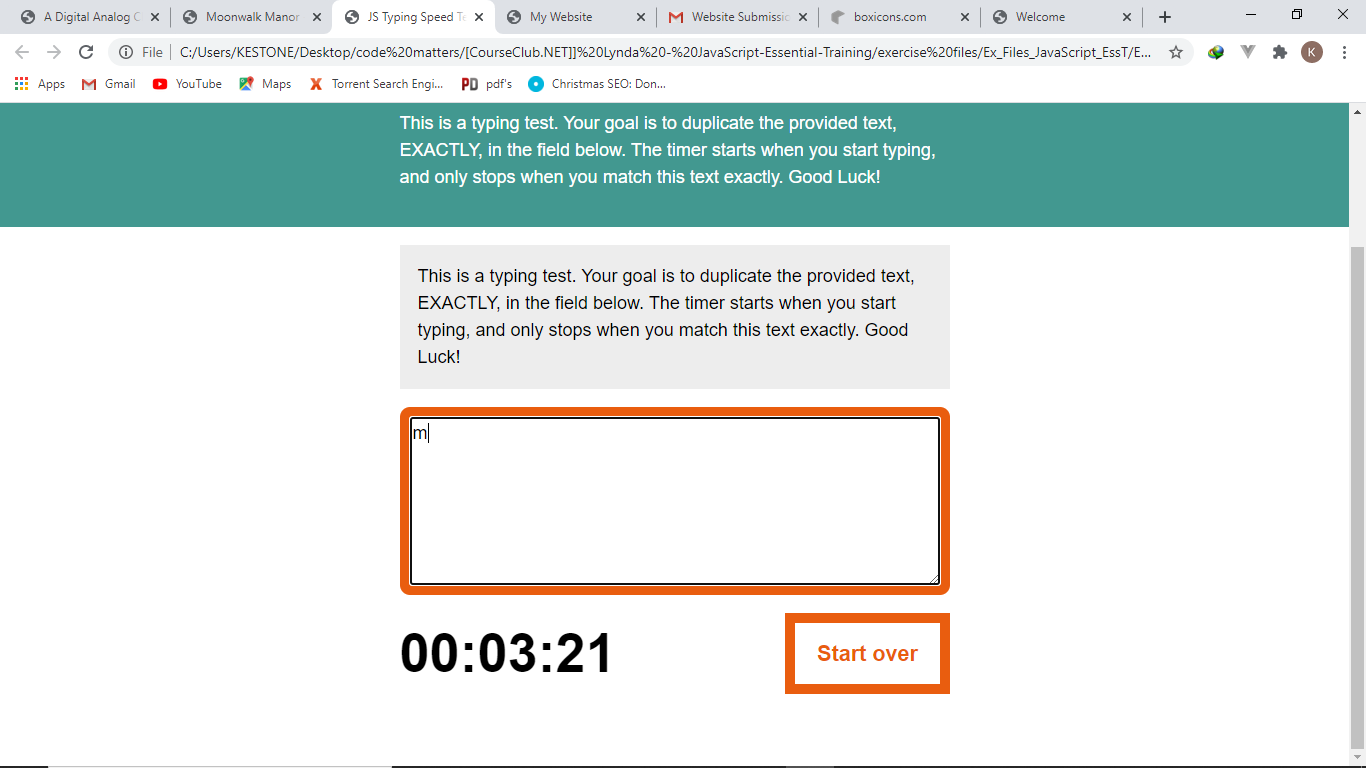 A Digital Analog C
Moonwalk Manor
JS Typing Speed Te
My Website
Website Submissic
boxicons.com
Welcome
File
C:/Users/KESTONE/Desktop/code%20matters/[CourseClub.NET]]%20Lynda%20-%20JavaScript-Essential-Training/exercise%20files/Ex_Files_JavaScript_EssT/E...
K
Apps
Gmail
YouTube
Maps
X Torrent Search Engi...
PD pdf's
Christmas SEO: Don...
This is a typing test. Your goal is to duplicate the provided text,
EXACTLY, in the field below. The timer starts when you start typing,
and only stops when you match this text exactly. Good Luck!
This is a typing test. Your goal is to duplicate the provided text,
EXACTLY, in the field below. The timer starts when you start
typing, and only stops when you match this text exactly. Good
Luck!
m
00:03:21
Start over